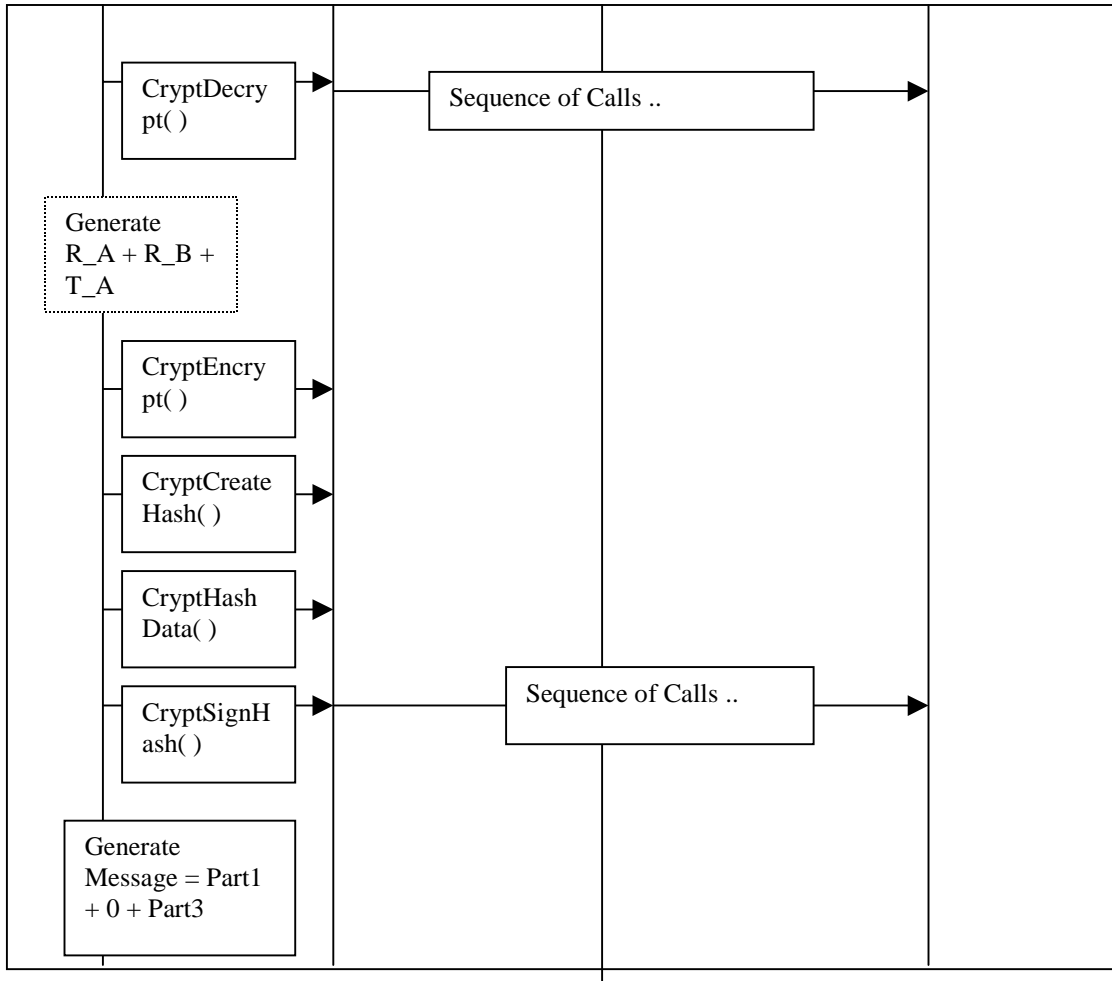 CryptDecry
pt( )
Sequence of Calls ..
Generate
R_A + R_B +
T_A
CryptEncry
pt( )
CryptCreate
Hash( )
CryptHash
Data( )
CryptSignH
ash( )
Sequence of Calls ..
Generate
Message = Part1
+ 0 + Part3